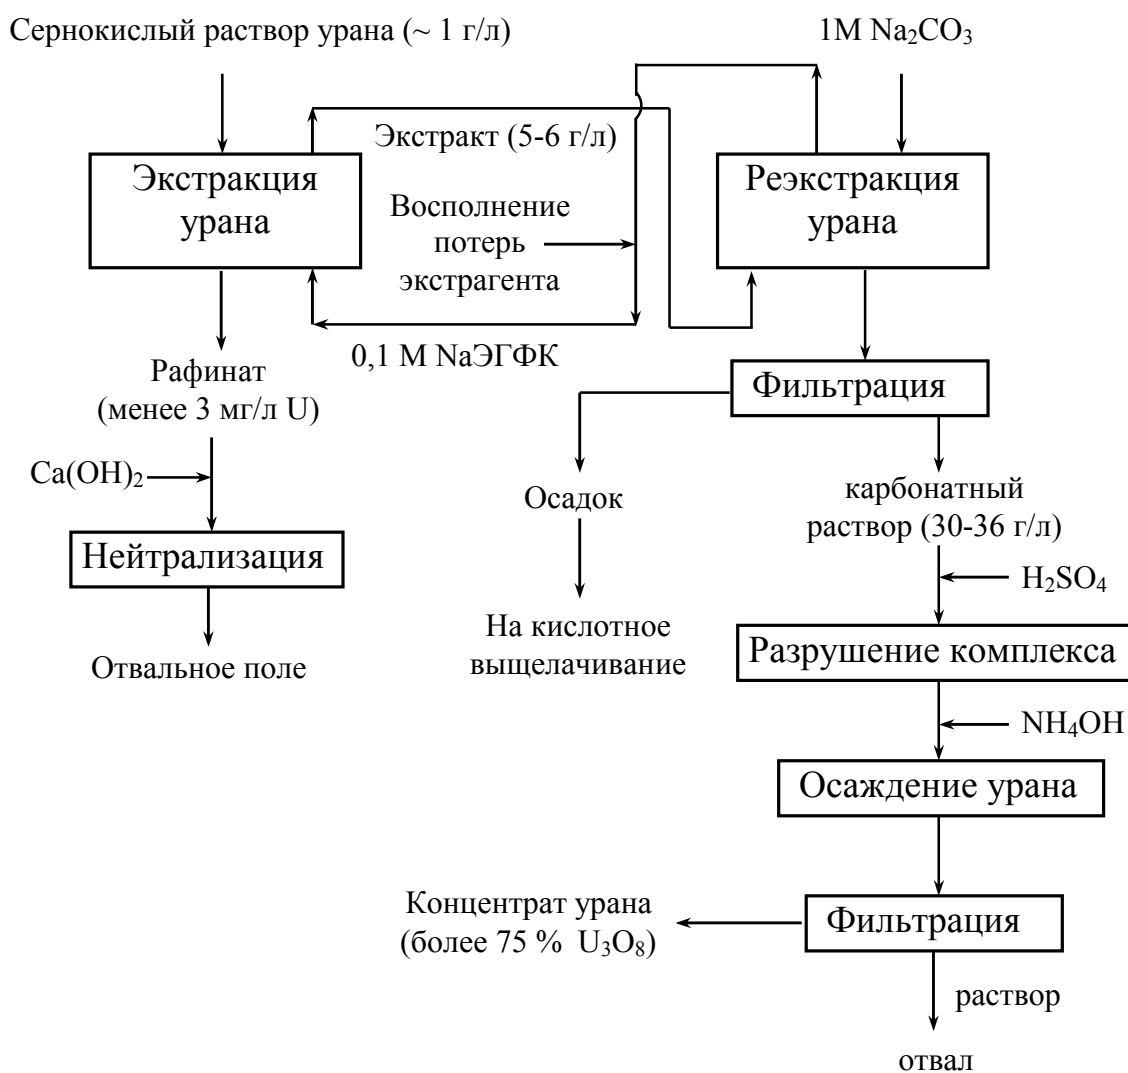 Сернокислый раствор урана (~ 1 г/л)
1М Na₂CO₃
Экстракт (5-6 г/л)
Экстракция
урана
Реэкстракция
урана
Восполнение
потерь
экстрагента
0,1 М NaЭГФК
Рафинат
(менее 3 мг/л U)
Фильтрация
Ca(OH)₂
Осадок
карбонатный
раствор (30-36 г/л)
Нейтрализация
H₂SO₄
На кислотное
выщелачивание
Разрушение комплекса
Отвальное поле
NH₄OH
Осаждение урана
Концентрат урана
(более 75 % U₃O₈)
Фильтрация
раствор
отвал